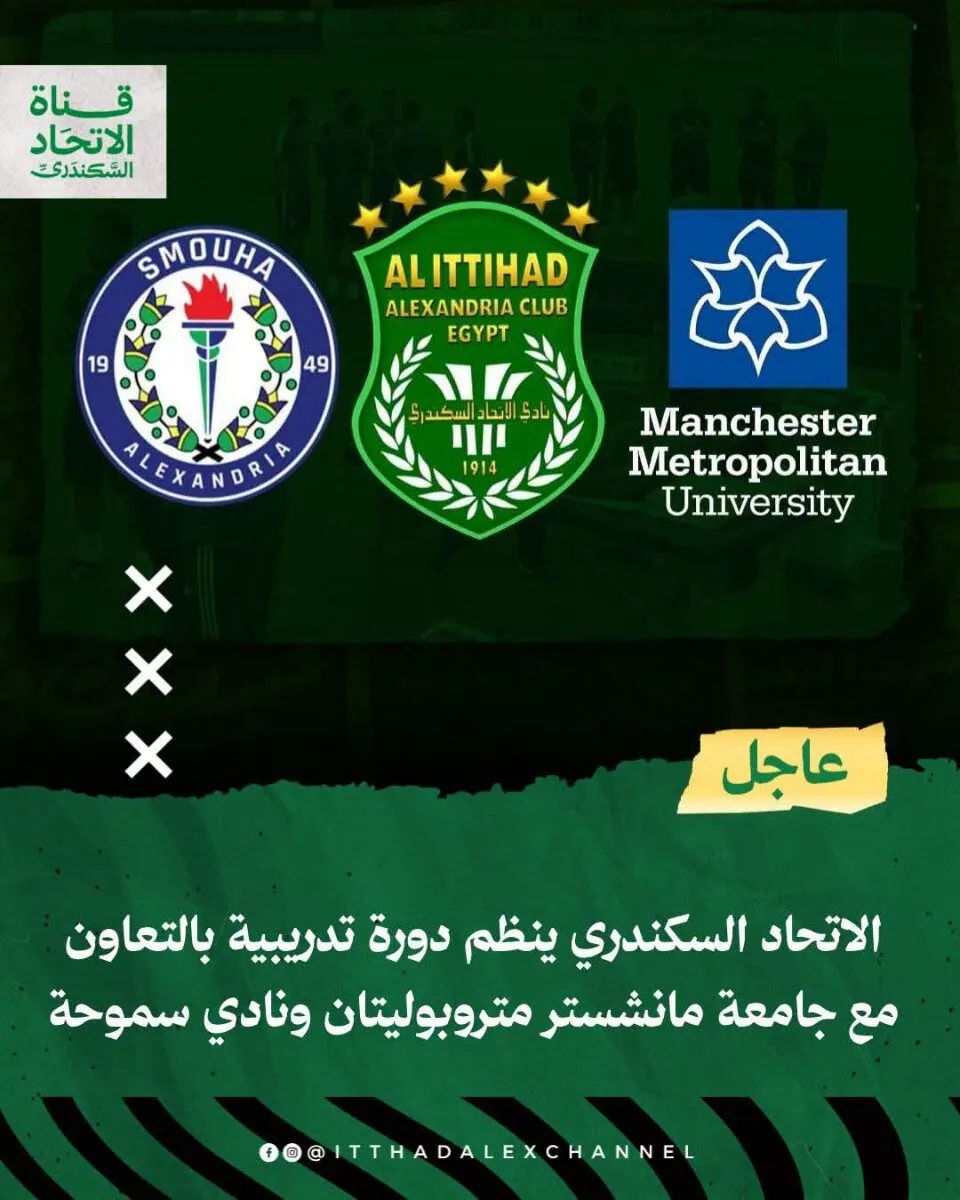 قناة
الاتحاد
السكندري
SMOUHA
19 49
ALEXANDRIA
AL ITTIHAD
ALEXANDRIA CLUB
EGYPT
نادي الاتحاد السكندري
1914
Manchester
Metropolitan
University
عاجل
الاتحاد السكندري ينظم دورة تدريبية بالتعاون
مع جامعة مانشستر متروبوليتان ونادي سموحة
@ITTHADALEXCHANNEL